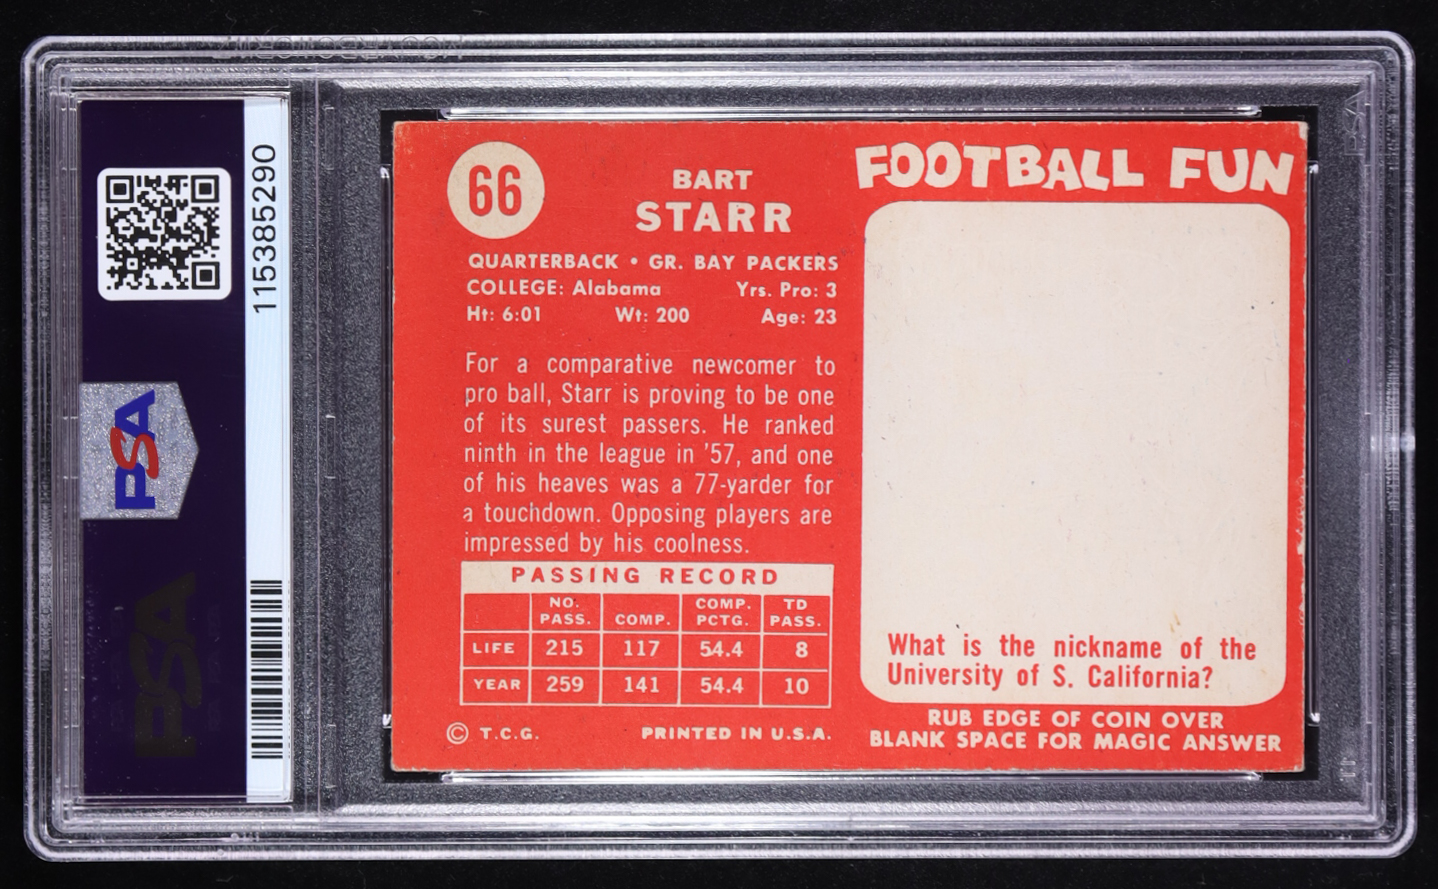 115385290
PSA
PSA
66
BART
STARR
QUARTERBACK • GR. BAY PACKERS
COLLEGE: Alabama Yrs. Pro: 3
Ht: 6:01 Wt: 200 Age: 23
For a comparative newcomer to
pro ball, Starr is proving to be one
of its surest passers. He ranked
ninth in the league in '57, and one
of his heaves was a 77-yarder for
a touchdown. Opposing players are
impressed by his coolness.
PASSING RECORD
NO. PASS. COMP. COMP. PCTG. TD PASS.
LIFE 215 117 54.4 8
YEAR 259 141 54.4 10
© T.C.G. PRINTED IN U.S.A.
FOOTBALL FUN
What is the nickname of the
University of S. California?
RUB EDGE OF COIN OVER
BLANK SPACE FOR MAGIC ANSWER